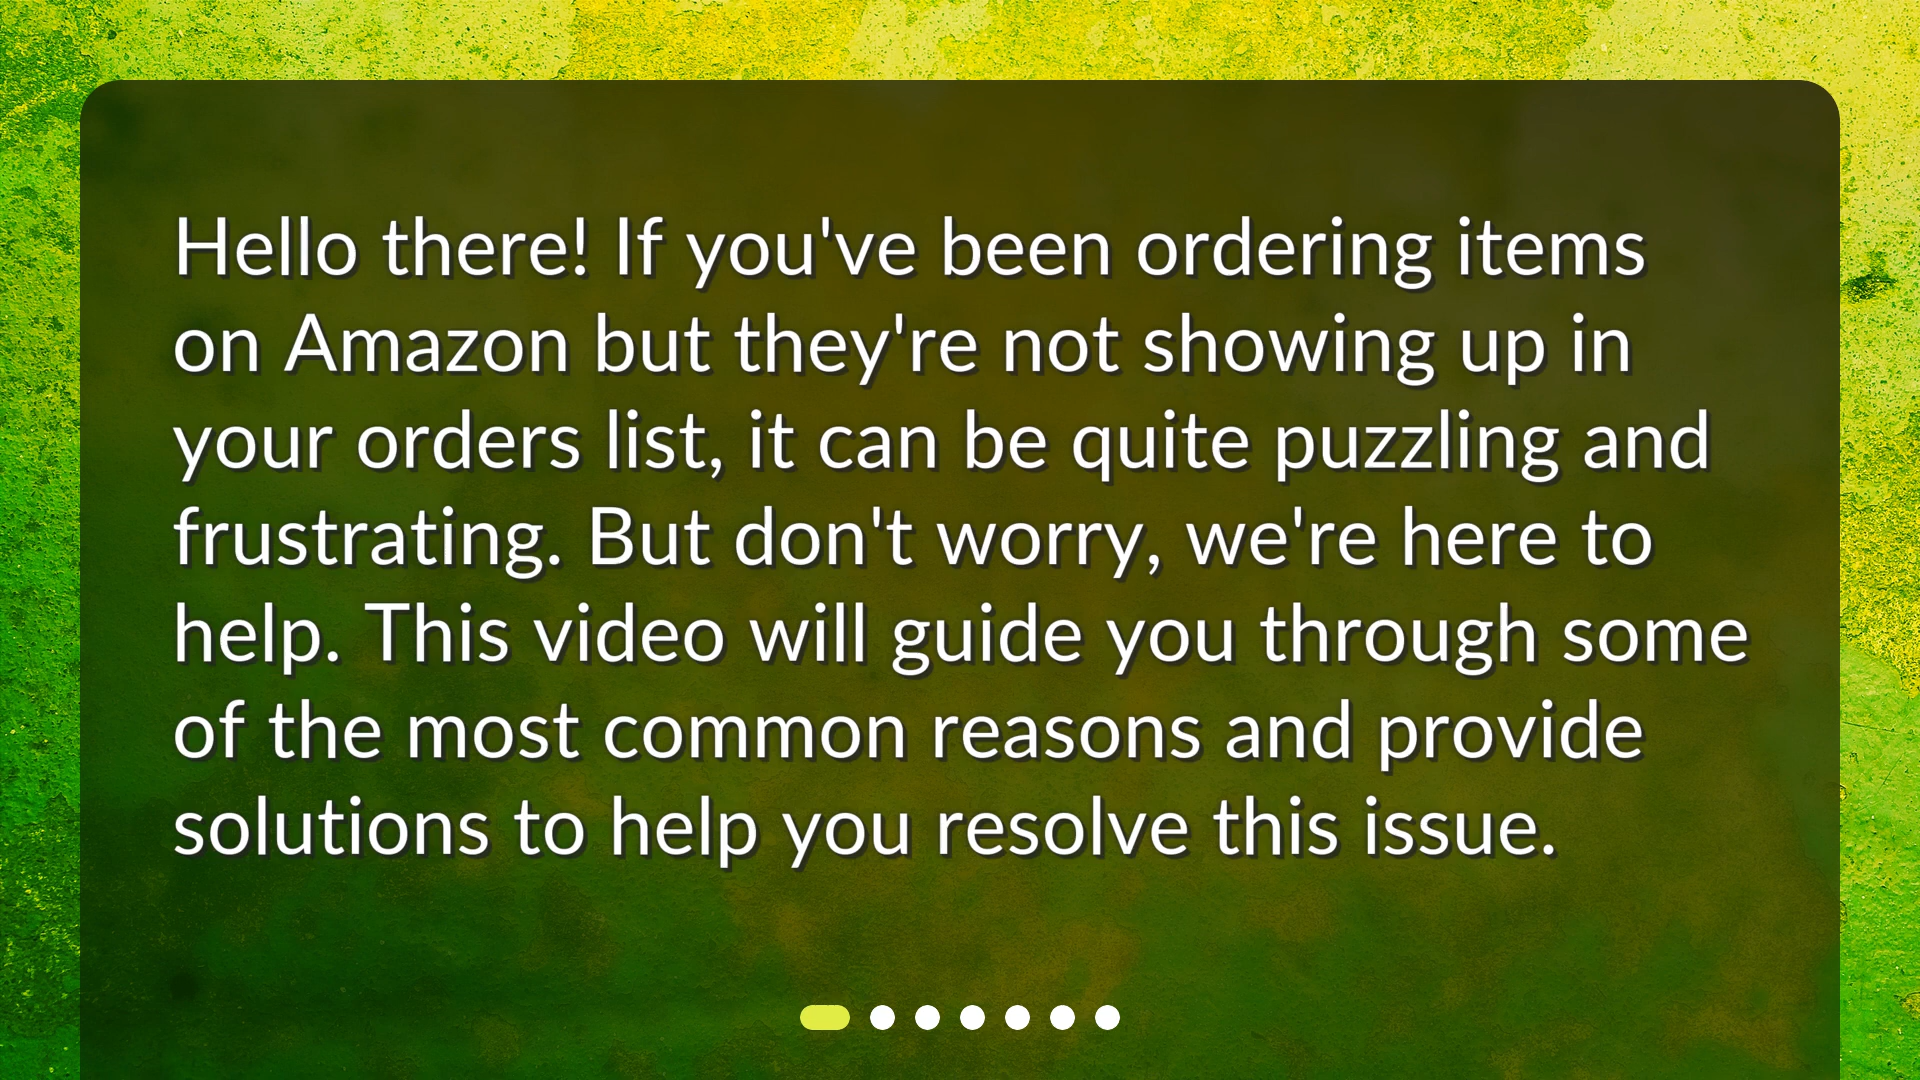 Hello there! If you've been ordering items
on Amazon but they're not showing up in
your orders list, it can be quite puzzling and
frustrating. But don't worry, we're here to
help. This video will guide you through some
of the most common reasons and provide
solutions to help you resolve this issue.